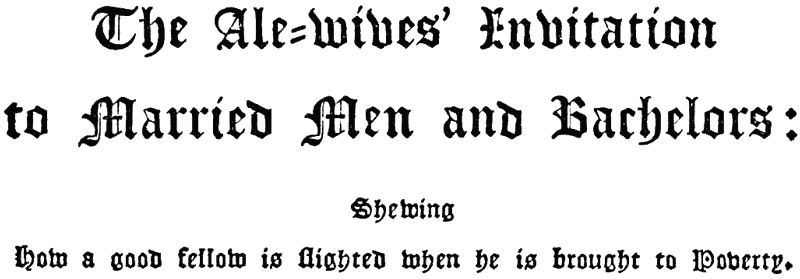 The Ale-wives' Invitation
to Married Men and Bachelors:
Shewing
How a good fellow is slighted when he is brought to Poverty.